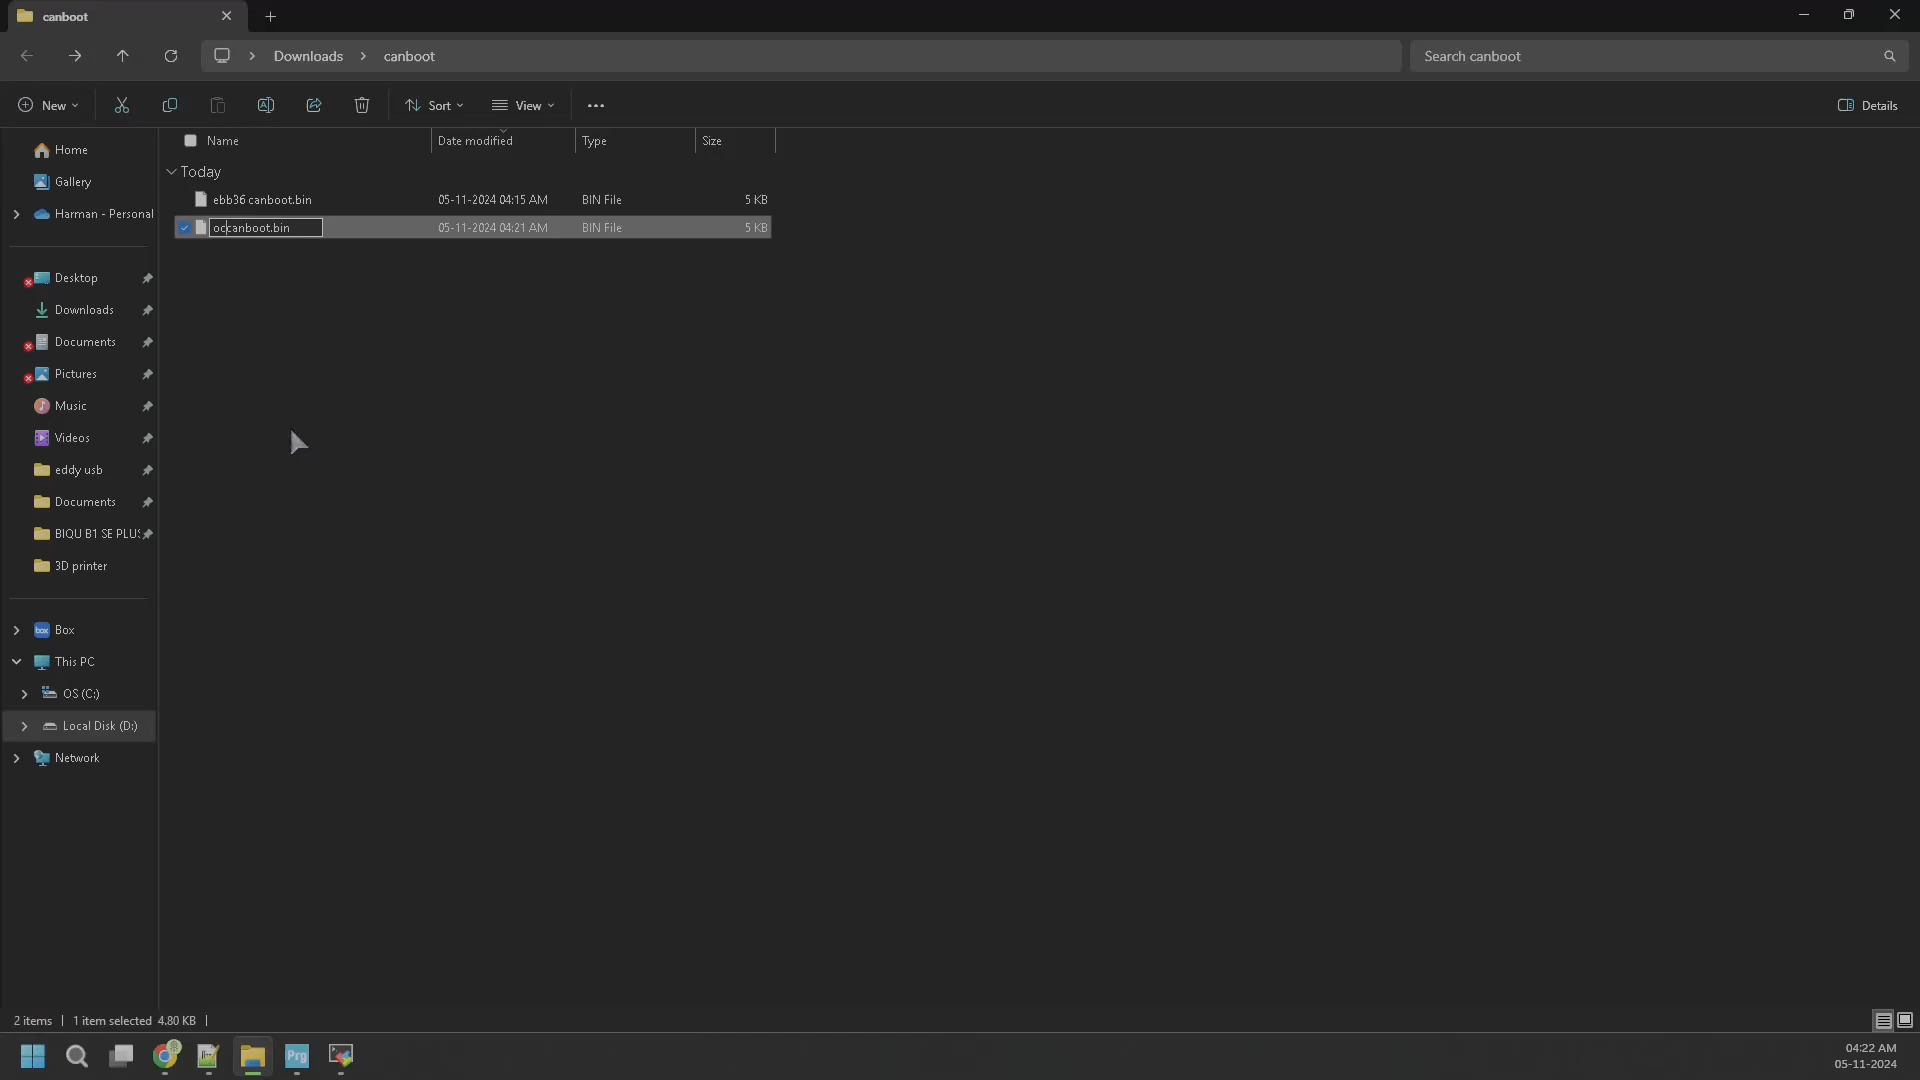 canboot
Downloads
canboot
Search canboot
New
Sort
View
Details
Name
Date modified
Type
Size
Today
ebb36 canboot.bin
05-11-2024 04:15 AM
BIN File
5 KB
occanboot.bin
05-11-2024 04:21 AM
BIN File
5 KB
Home
Gallery
Harman - Personal
Desktop
Downloads
Documents
Pictures
Music
Videos
eddy usb
Documents
BIQU B1 SE PLUS
3D printer
box
Box
This PC
OS (C:)
Local Disk (D:)
Network
2 items
1 item selected 4.80 KB
Prg
04:22 AM
05-11-2024